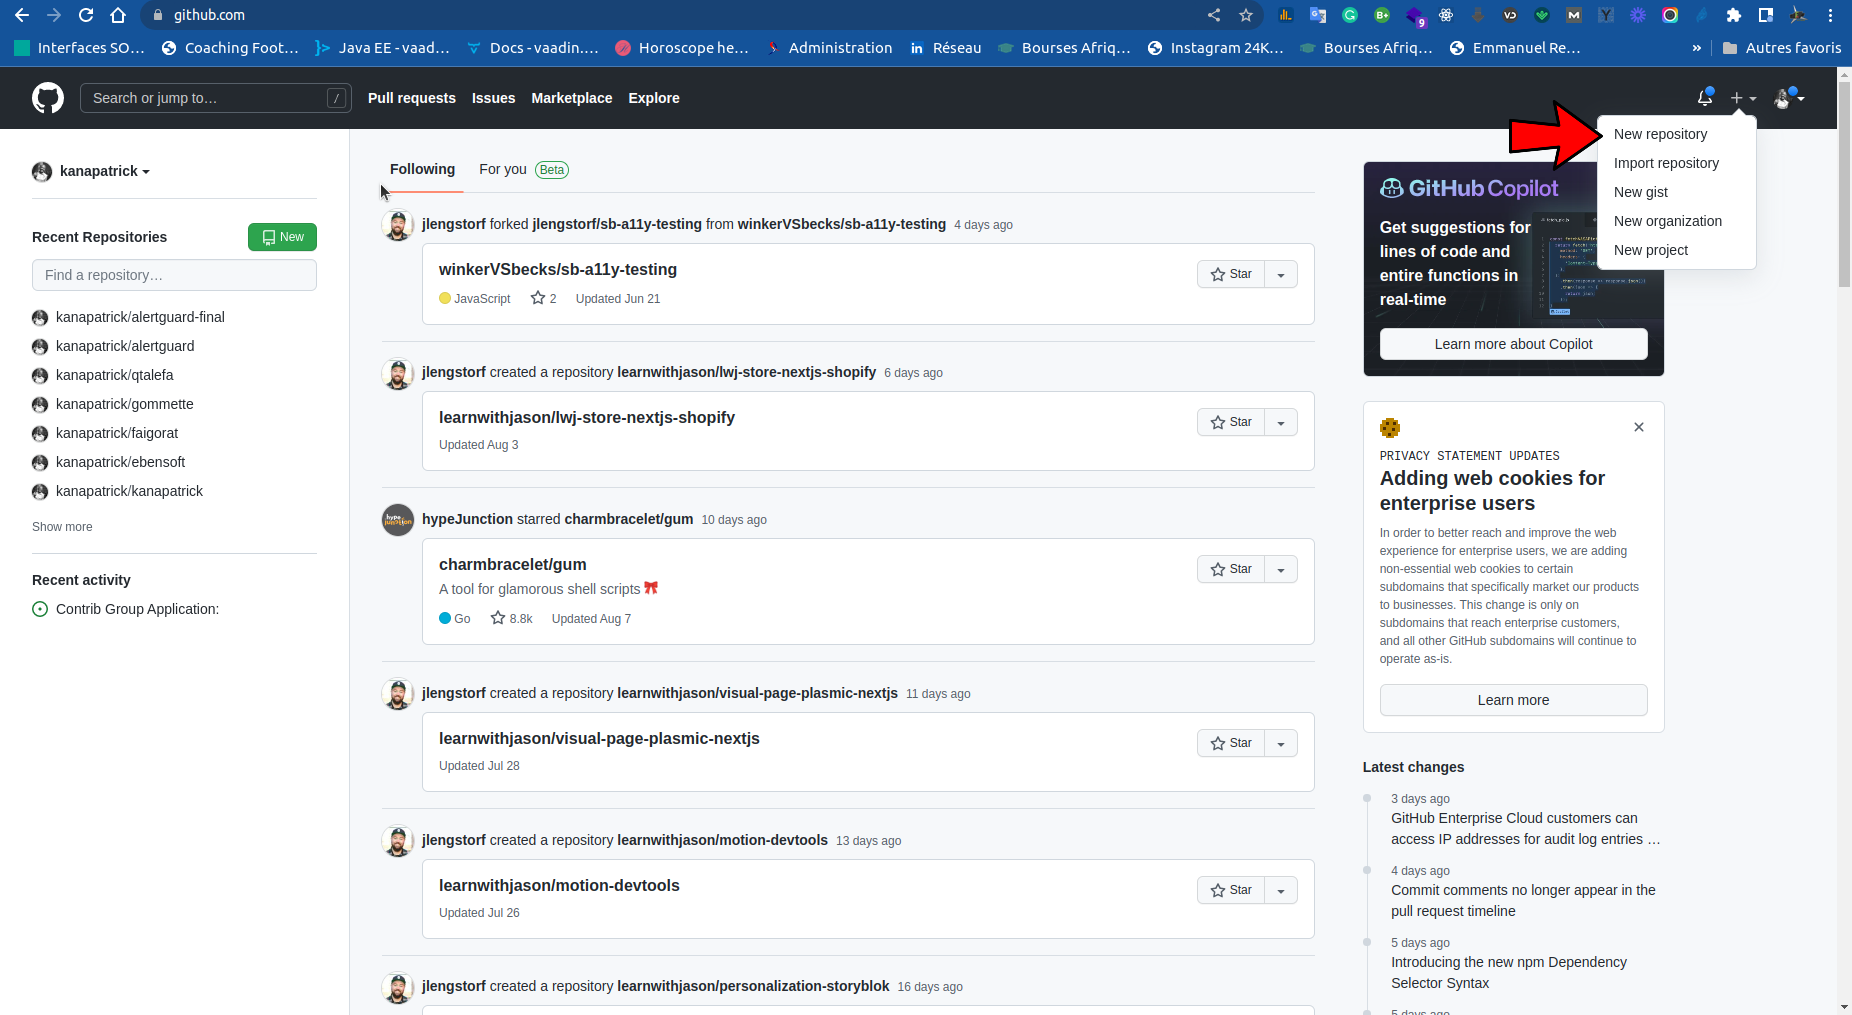 github.com
9
Interfaces SO...
Coaching Foot...
Java EE - vaad...
Docs - vaadin....
Horoscope he...
Administration
Réseau
Bourses Afriq...
Instagram 24K...
Bourses Afriq...
Emmanuel Re...
»
Autres favoris
Search or jump to...
/
Pull requests
Issues
Marketplace
Explore
New repository
Import repository
New gist
New organization
New project
kanapatrick
Recent Repositories
New
Find a repository...
kanapatrick/alertguard-final
kanapatrick/alertguard
kanapatrick/qtalefa
kanapatrick/gommette
kanapatrick/faigorat
kanapatrick/ebensoft
kanapatrick/kanapatrick
Show more
Recent activity
Contrib Group Application:
Following
For you
Beta
jlengstorf forked jlengstorf/sb-a11y-testing from winkerVSbecks/sb-a11y-testing 4 days ago
winkerVSbecks/sb-a11y-testing
Star
JavaScript 2 Updated Jun 21
jlengstorf created a repository learnwithjason/lwj-store-nextjs-shopify 6 days ago
learnwithjason/lwj-store-nextjs-shopify
Star
Updated Aug 3
hypeJunction starred charmbracelet/gum 10 days ago
charmbracelet/gum
Star
A tool for glamorous shell scripts
Go 8.8k Updated Aug 7
jlengstorf created a repository learnwithjason/visual-page-plasmic-nextjs 11 days ago
learnwithjason/visual-page-plasmic-nextjs
Star
Updated Jul 28
jlengstorf created a repository learnwithjason/motion-devtools 13 days ago
learnwithjason/motion-devtools
Star
Updated Jul 26
jlengstorf created a repository learnwithjason/personalization-storyblok 16 days ago
GitHub Copilot
Get suggestions for
lines of code and
entire functions in
real-time
Learn more about Copilot
PRIVACY STATEMENT UPDATES
Adding web cookies for
enterprise users
In order to better reach and improve the web
experience for enterprise users, we are adding
non-essential web cookies to certain
subdomains that specifically market our products
to businesses. This change is only on
subdomains that reach enterprise customers,
and all other GitHub subdomains will continue to
operate as-is.
Learn more
Latest changes
3 days ago
GitHub Enterprise Cloud customers can
access IP addresses for audit log entries ...
4 days ago
Commit comments no longer appear in the
pull request timeline
5 days ago
Introducing the new npm Dependency
Selector Syntax
5 days ago